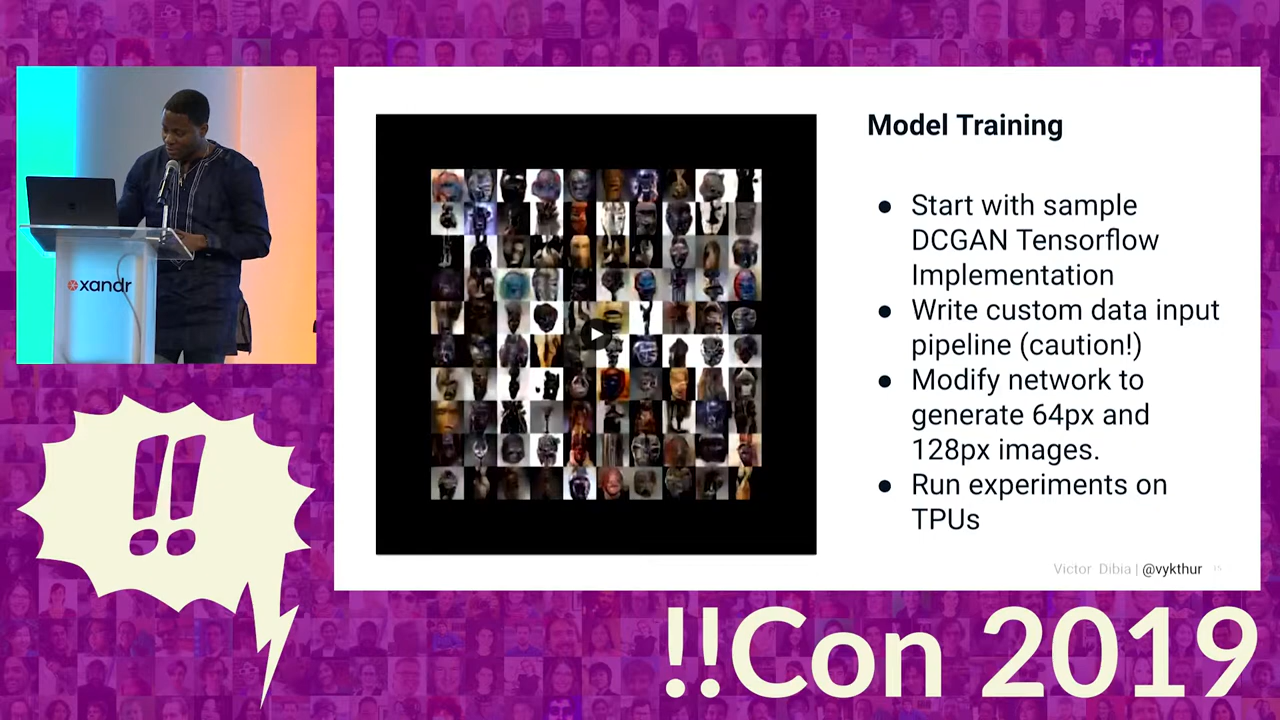 xandr
Model Training
● Start with sample
DCGAN Tensorflow
Implementation
● Write custom data input
pipeline (caution!)
● Modify network to
generate 64px and
128px images.
● Run experiments on
TPUs
Victor Dibia | @vykthur 15
!!
!!Con 2019